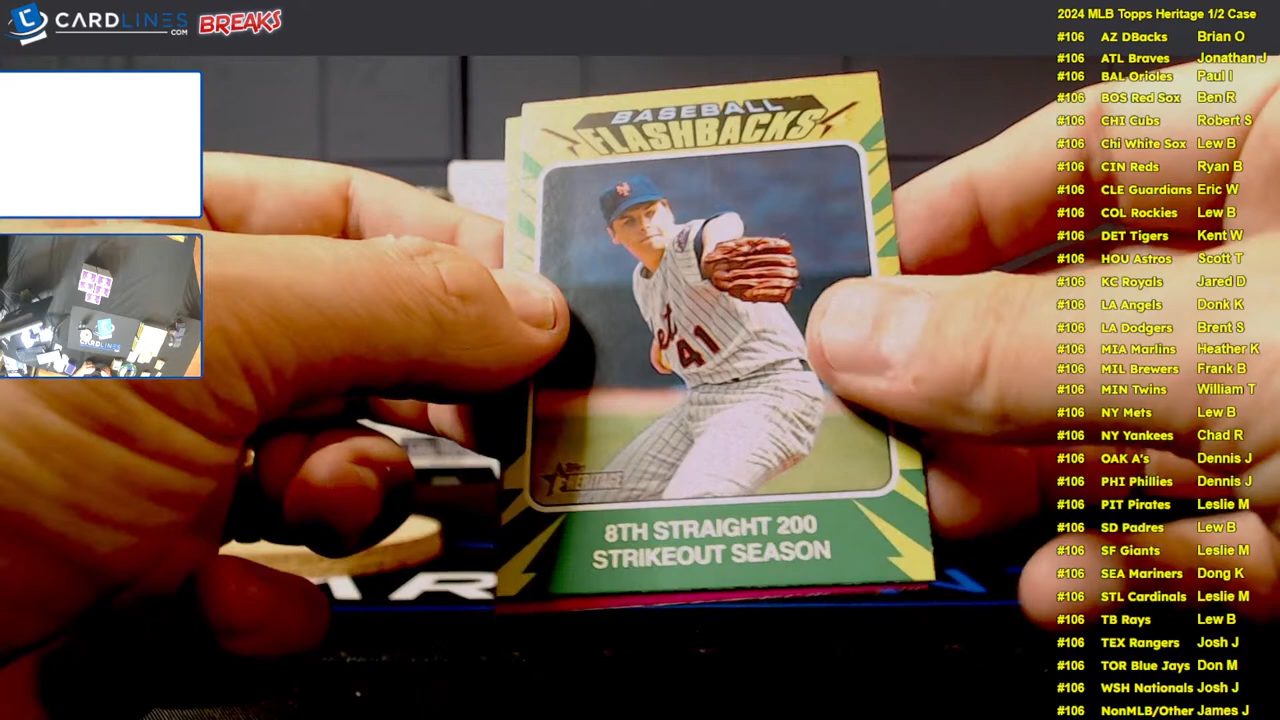 CARDLINES
.COM
BREAKS
BASEBALL
FLASHBACKS
41
Topps
HERITAGE
8TH STRAIGHT 200
STRIKEOUT SEASON
CARDLINES
2024 MLB Topps Heritage 1/2 Case
#106 AZ DBacks Brian O
#106 ATL Braves Jonathan J
#106 BAL Orioles Paul I
#106 BOS Red Sox Ben R
#106 CHI Cubs Robert S
#106 Chi White Sox Lew B
#106 CIN Reds Ryan B
#106 CLE Guardians Eric W
#106 COL Rockies Lew B
#106 DET Tigers Kent W
#106 HOU Astros Scott T
#106 KC Royals Jared D
#106 LA Angels Donk K
#106 LA Dodgers Brent S
#106 MIA Marlins Heather K
#106 MIL Brewers Frank B
#106 MIN Twins William T
#106 NY Mets Lew B
#106 NY Yankees Chad R
#106 OAK A's Dennis J
#106 PHI Phillies Dennis J
#106 PIT Pirates Leslie M
#106 SD Padres Lew B
#106 SF Giants Leslie M
#106 SEA Mariners Dong K
#106 STL Cardinals Leslie M
#106 TB Rays Lew B
#106 TEX Rangers Josh J
#106 TOR Blue Jays Don M
#106 WSH Nationals Josh J
#106 NonMLB/Other James J